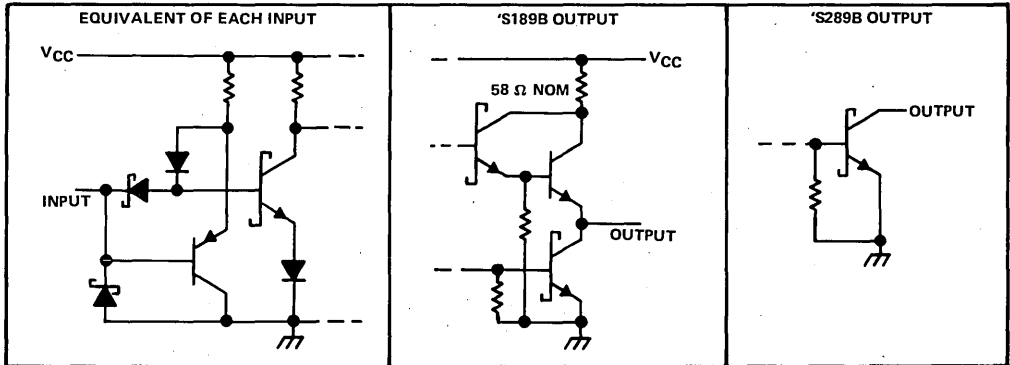 EQUIVALENT OF EACH INPUT
VCC
INPUT
'S189B OUTPUT
VCC
58 Ω NOM
OUTPUT
'S289B OUTPUT
OUTPUT